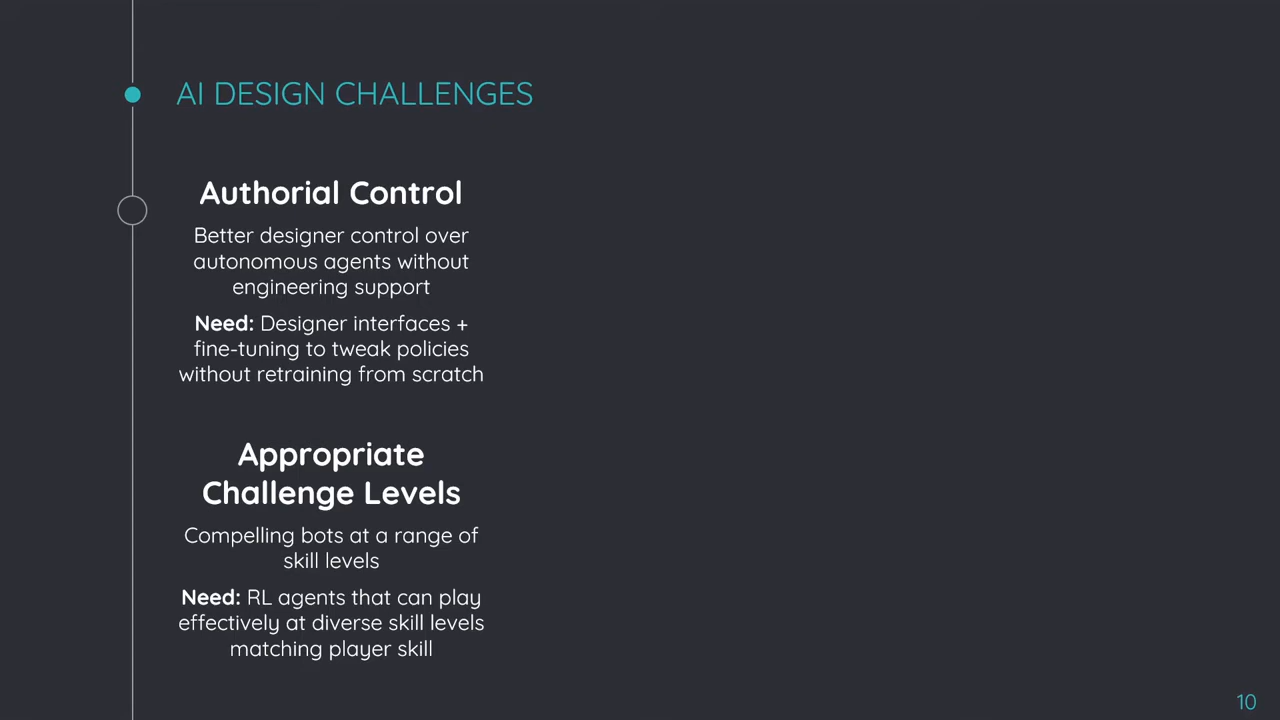 AI DESIGN CHALLENGES
Authorial Control
Better designer control over
autonomous agents without
engineering support
Need: Designer interfaces +
fine-tuning to tweak policies
without retraining from scratch
Appropriate
Challenge Levels
Compelling bots at a range of
skill levels
Need: RL agents that can play
effectively at diverse skill levels
matching player skill
10